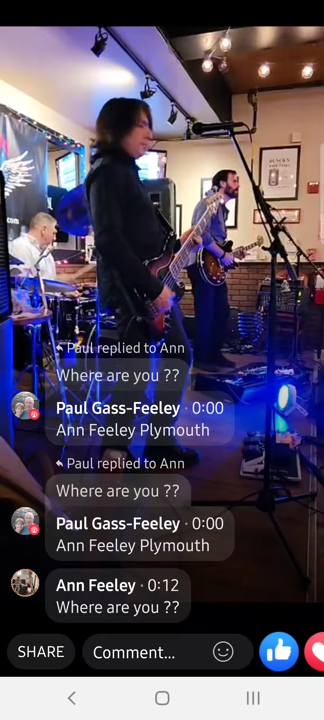 .com
Paul replied to Ann
Where are you ??
Paul Gass-Feeley · 0:00
Ann Feeley Plymouth
Paul replied to Ann
Where are you ??
Paul Gass-Feeley · 0:00
Ann Feeley Plymouth
Ann Feeley · 0:12
Where are you ??
SHARE
Comment...